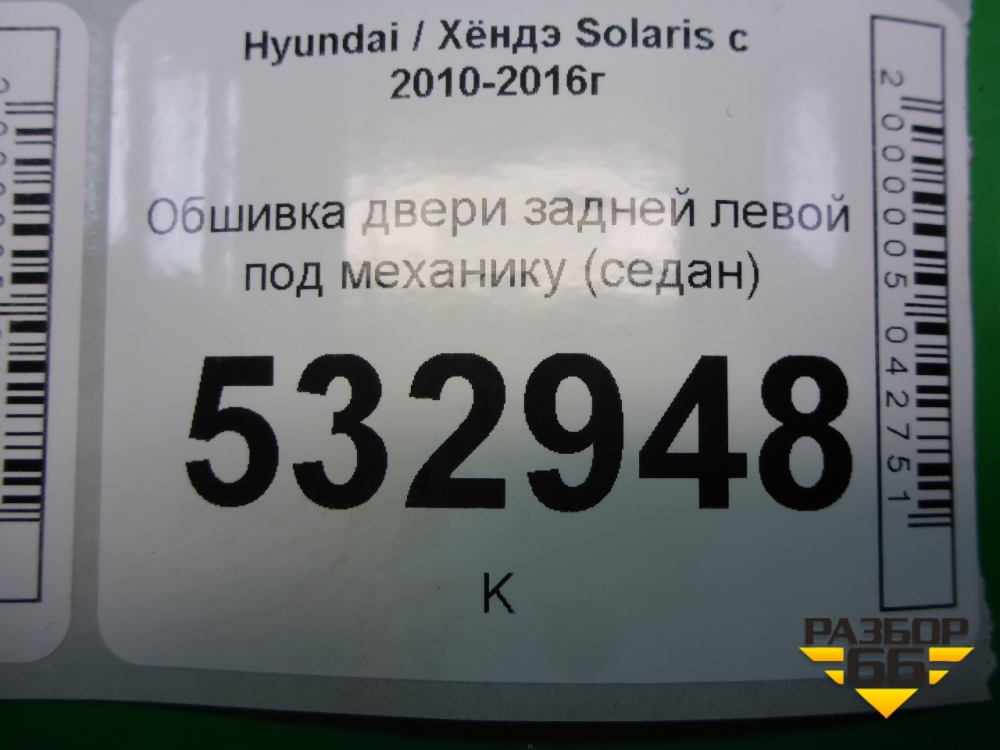 Hyundai / Хёндэ Solaris с
2010-2016г
Обшивка двери задней левой
под механику (седан)
532948
К
2000005042751
РАЗБОР
66